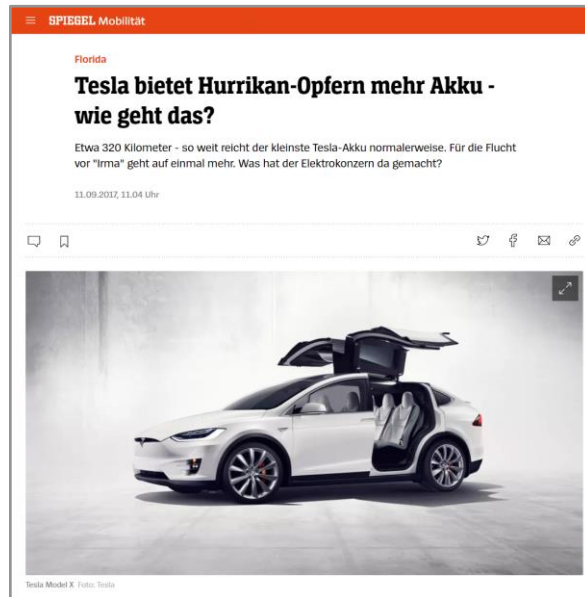 SPIEGEL Mobilität
Florida
Tesla bietet Hurrikan-Opfern mehr Akku -
wie geht das?
Etwa 320 Kilometer - so weit reicht der kleinste Tesla-Akku normalerweise. Für die Flucht
vor "Irma" geht auf einmal mehr. Was hat der Elektrokonzern da gemacht?
11.09.2017, 11.04 Uhr
Tesla Model X Foto: Tesla